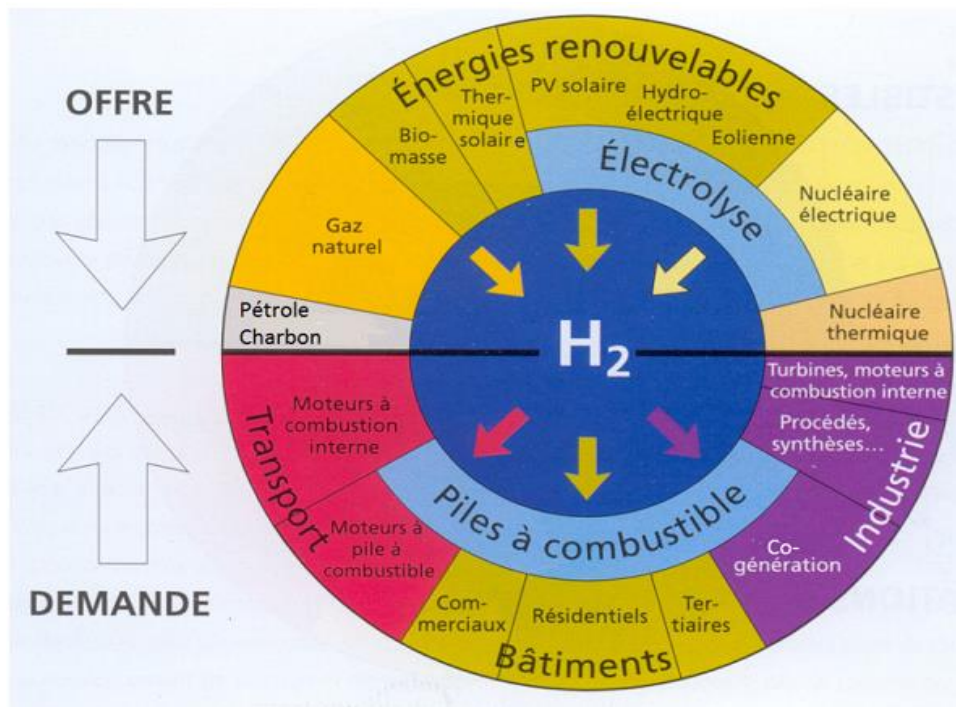 OFFRE
Énergies renouvelables
PV solaire
Hydro-
électrique
Eolienne
Ther-
mique
solaire
Bio-
masse
Électrolyse
Gaz
naturel
Nucléaire
électrique
Pétrole
Charbon
Nucléaire
thermique
H₂
DEMANDE
Transport
Moteurs à
combustion
interne
Moteurs à
pile à
combustible
Piles à combustible
Com-
merciaux
Résidentiels
Ter-
tiaires
Bâtiments
Turbines, moteurs à
combustion interne
Procédés,
synthèses...
Co-
génération
Industrie